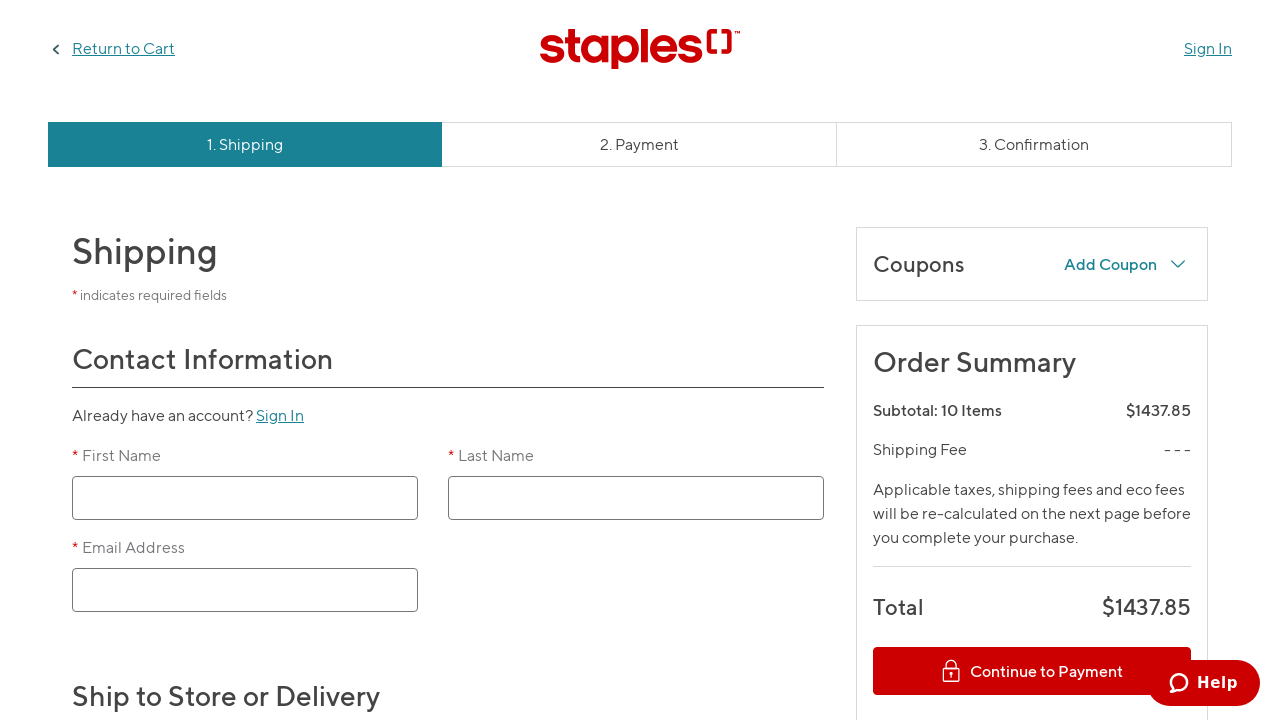 Return to Cart
staples™
Sign In
1. Shipping
2. Payment
3. Confirmation
Shipping
* indicates required fields
Contact Information
Already have an account? Sign In
* First Name
* Last Name
* Email Address
Ship to Store or Delivery
Coupons
Add Coupon
Order Summary
Subtotal: 10 Items $1437.85
Shipping Fee - - -
Applicable taxes, shipping fees and eco fees
will be re-calculated on the next page before
you complete your purchase.
Total $1437.85
Continue to Payment
Help